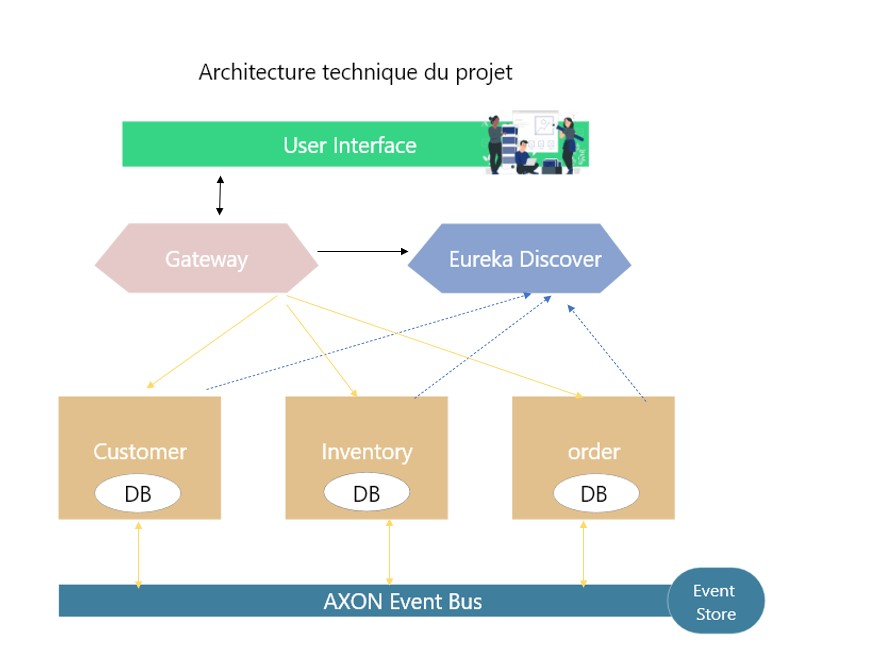 Architecture technique du projet
User Interface
Gateway
Eureka Discover
Customer
Inventory
order
DB
DB
DB
AXON Event Bus
Event
Store